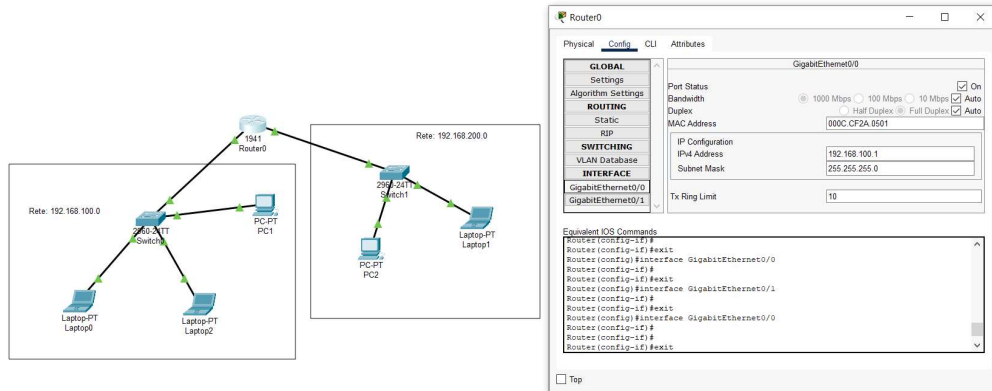 Router0
Physical Config CLI Attributes
GLOBAL
Settings
Algorithm Settings
ROUTING
Static
RIP
SWITCHING
VLAN Database
INTERFACE
GigabitEthernet0/0
GigabitEthernet0/1
GigabitEthernet0/0
Port Status On
Bandwidth 1000 Mbps 100 Mbps 10 Mbps Auto
Duplex Half Duplex Full Duplex Auto
MAC Address 000C.CF2A.0501
IP Configuration
IPv4 Address 192.168.100.1
Subnet Mask 255.255.255.0
Tx Ring Limit 10
Equivalent IOS Commands
Router(config-if)#
Router(config-if)#exit
Router(config)#interface GigabitEthernet0/0
Router(config-if)#
Router(config-if)#exit
Router(config)#interface GigabitEthernet0/1
Router(config-if)#
Router(config-if)#exit
Router(config)#interface GigabitEthernet0/0
Router(config-if)#
Router(config-if)#
Router(config-if)#exit
Top
1941
Router0
Rete: 192.168.200.0
2960-24TT
Switch1
Laptop-PT
Laptop1
PC-PT
PC2
Rete: 192.168.100.0
2960-24TT
PC-PT
PC1
Laptop-PT
Laptop0
Laptop-PT
Laptop2